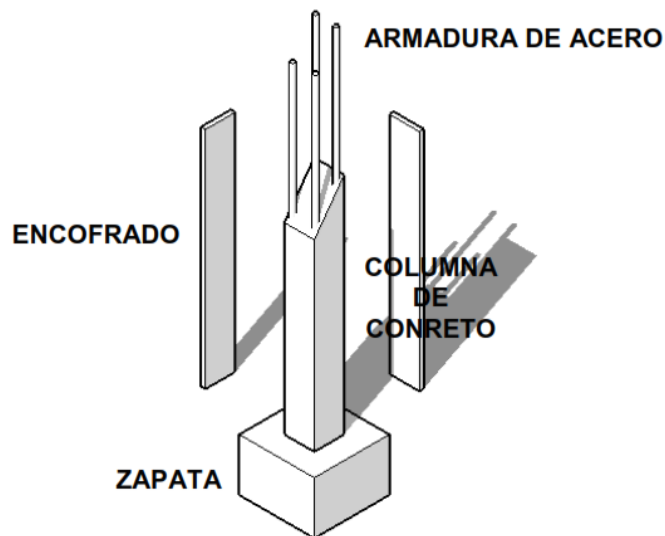 ARMADURA DE ACERO
ENCOFRADO
COLUMNA
DE
CONRETO
ZAPATA